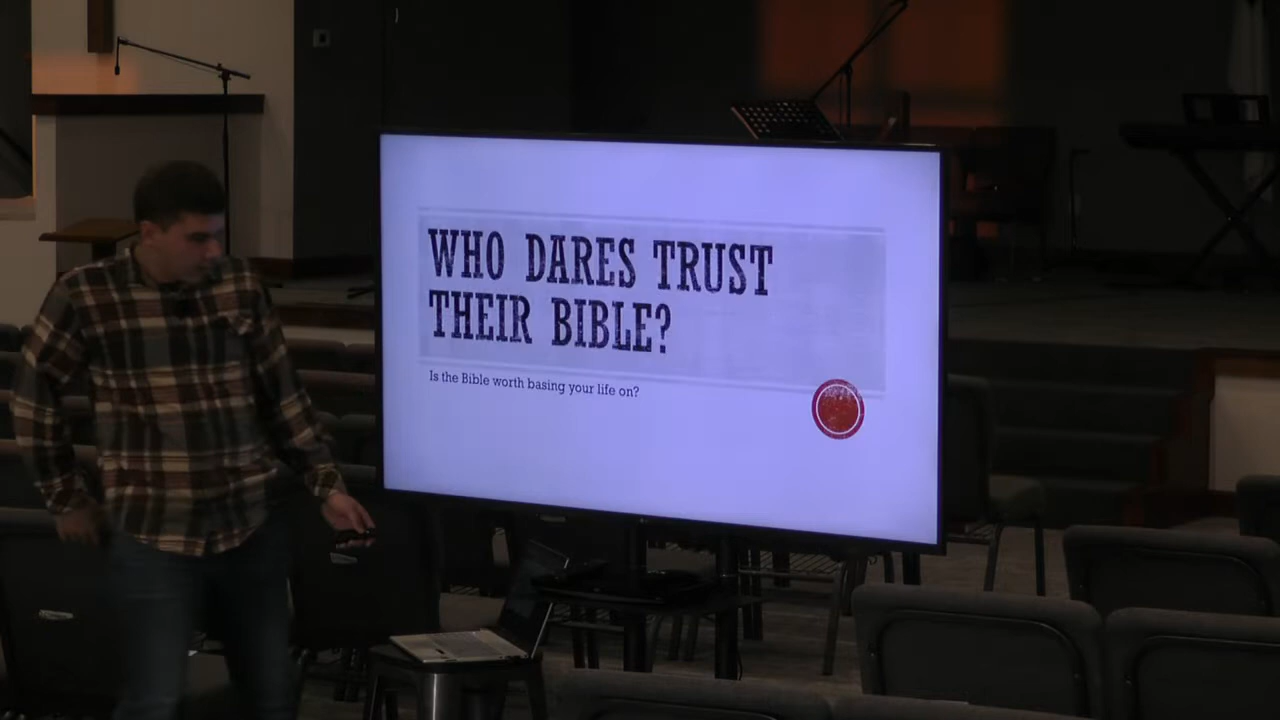 WHO DARES TRUST
THEIR BIBLE?
Is the Bible worth basing your life on?